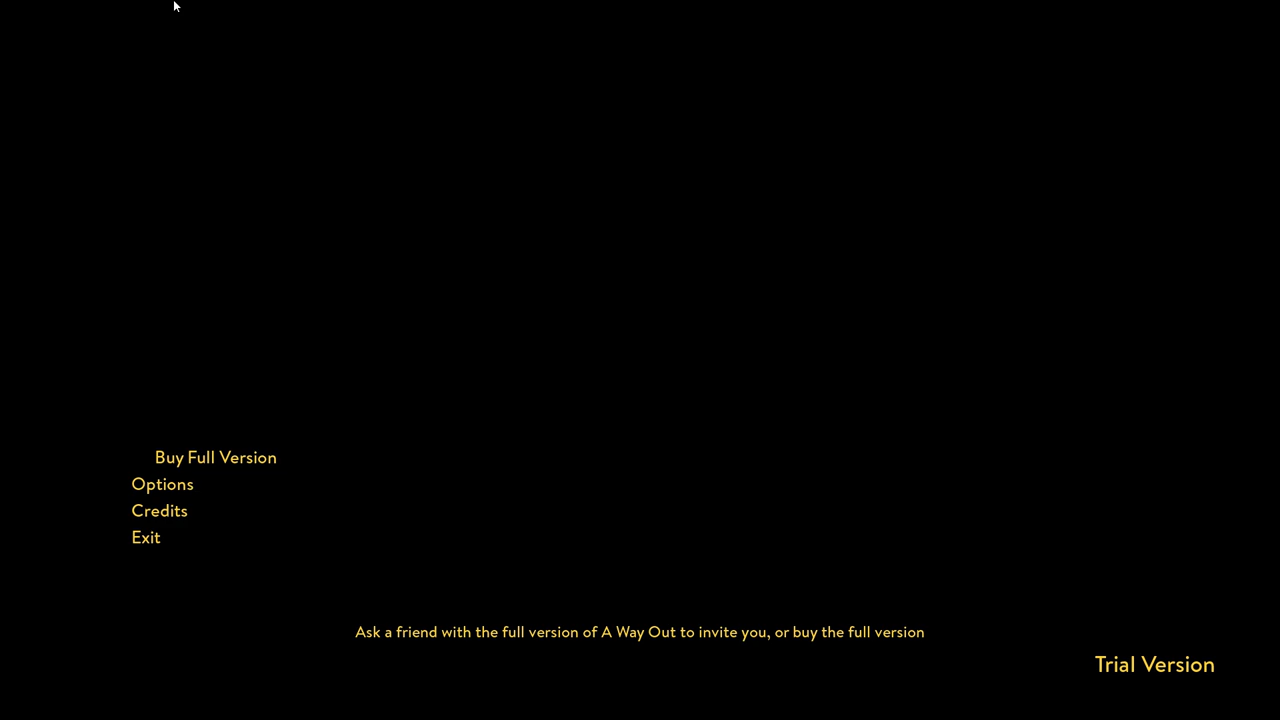 Buy Full Version
Options
Credits
Exit
Ask a friend with the full version of A Way Out to invite you, or buy the full version
Trial Version